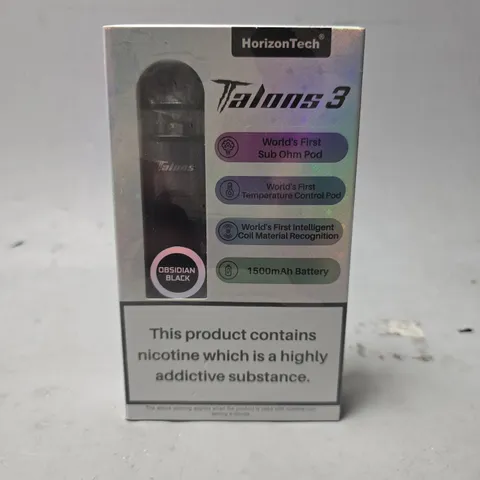 HorizonTech®
Talons 3
World's First
Sub Ohm Pod
World's First
Temperature Control Pod
World's First Intelligent
Coil Material Recognition
1500mAh Battery
Talons
OBSIDIAN
BLACK
This product contains
nicotine which is a highly
addictive substance.